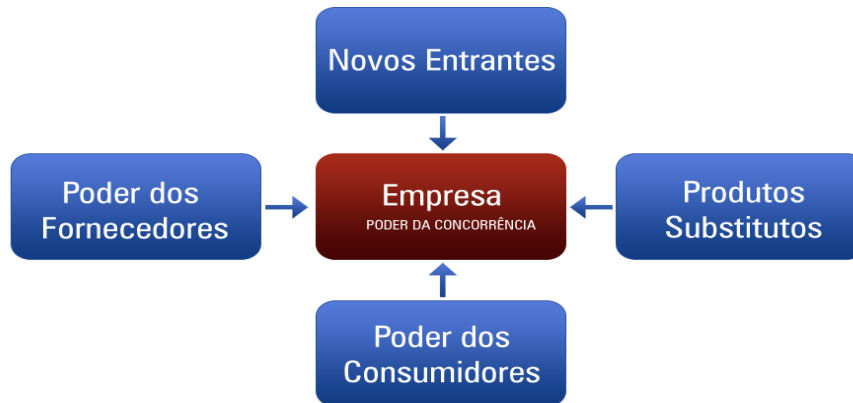 Novos Entrantes
Poder dos
Fornecedores
Empresa
PODER DA CONCORRÊNCIA
Produtos
Substitutos
Poder dos
Consumidores